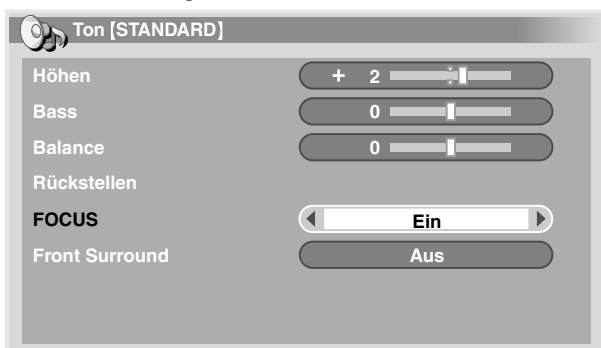 Ton [STANDARD]
Höhen + 2
Bass 0
Balance 0
Rückstellen
FOCUS Ein
Front Surround Aus